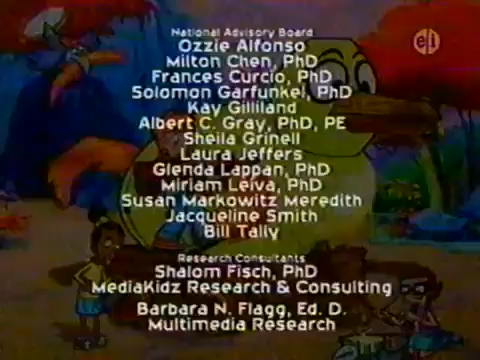 National Advisory Board
Ozzie Alfonso
Milton Chen, PhD
Frances Curcio, PhD
Solomon Garfunkel, PhD
Kay Gilliland
Albert C. Gray, PhD, PE
Sheila Grinell
Laura Jeffers
Glenda Lappan, PhD
Miriam Leiva, PhD
Susan Markowitz Meredith
Jacqueline Smith
Bill Tally
Research Consultants
Shalom Fisch, PhD
MediaKidz Research & Consulting
Barbara N. Flagg, Ed. D.
Multimedia Research